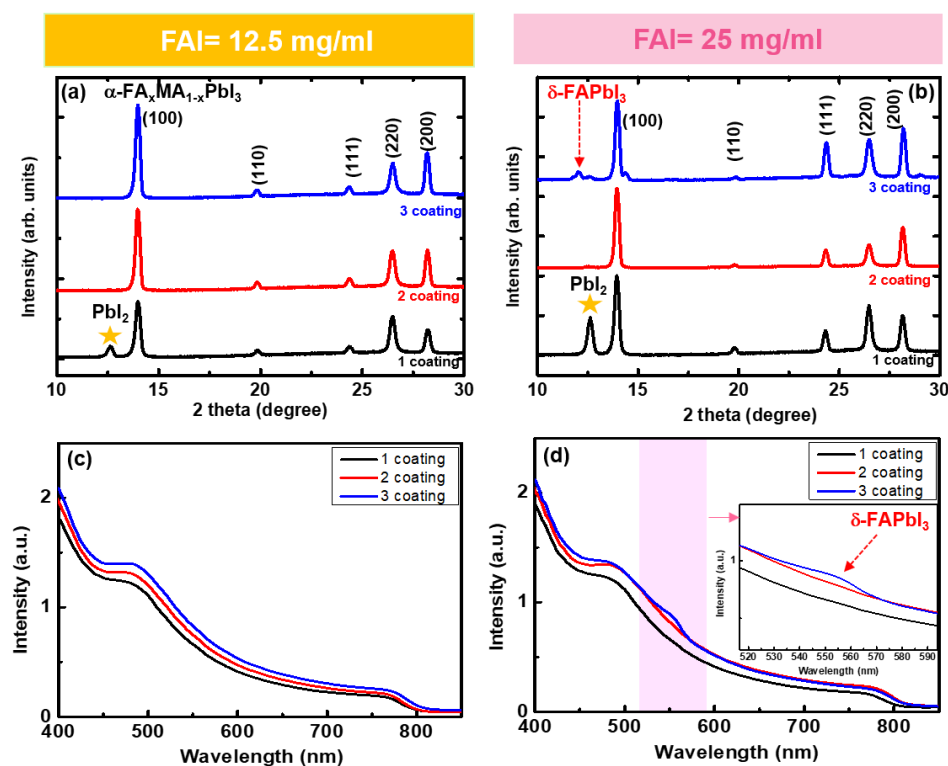 FAI= 12.5 mg/ml
FAI= 25 mg/ml
(a)
α-FAxMA1-xPbI3
(100)
(110)
(111)
(220)
(200)
3 coating
2 coating
PbI2
1 coating
Intensity (arb. units)
10 15 20 25 30
2 theta (degree)
(b)
δ-FAPbI3
(100)
(110)
(111)
(220)
(200)
3 coating
2 coating
PbI2
1 coating
Intensity (arb. units)
10 15 20 25 30
2 theta (degree)
(c)
1 coating
2 coating
3 coating
2
1
0
Intensity (a.u.)
400 500 600 700 800
Wavelength (nm)
(d)
1 coating
2 coating
3 coating
2
1
0
Intensity (a.u.)
δ-FAPbI3
1
Intensity (a.u.)
520 530 540 550 560 570 580 590
Wavelength (nm)
400 500 600 700 800
Wavelength (nm)